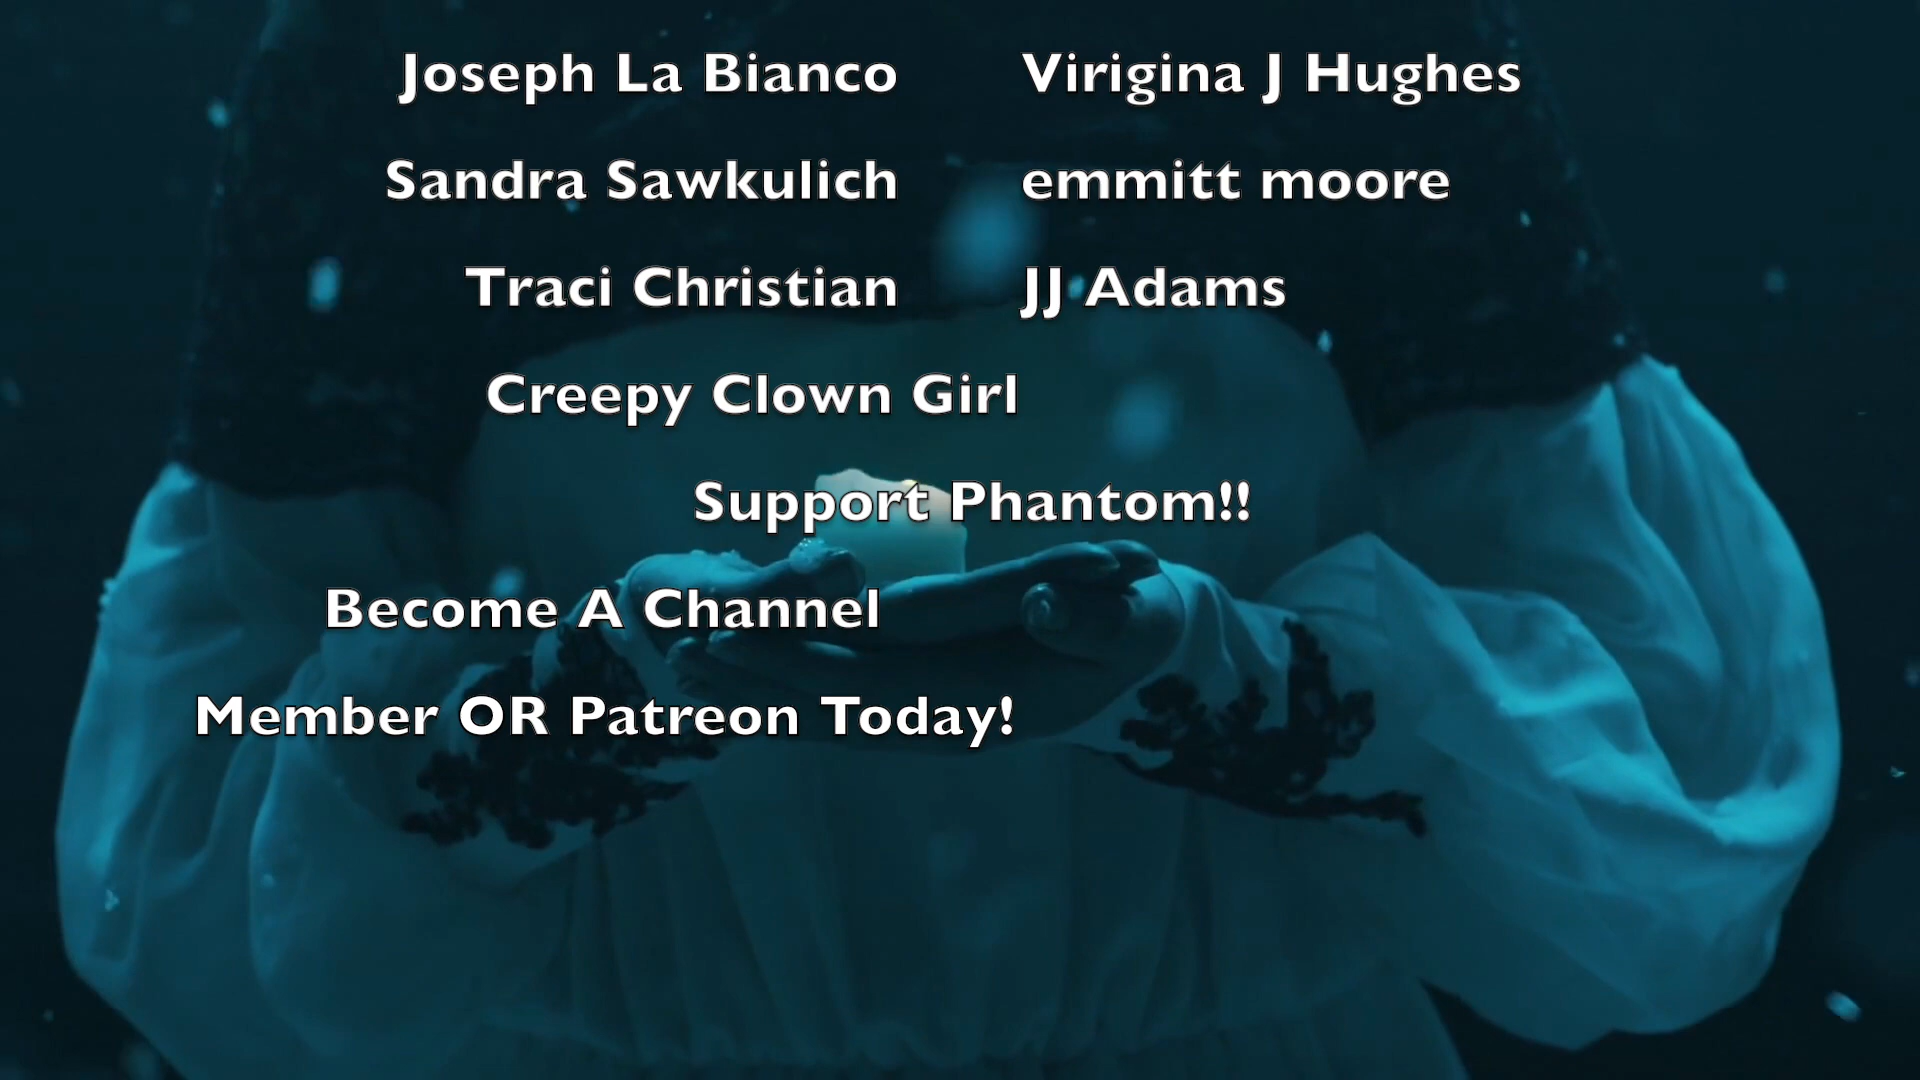 Joseph La Bianco Virigina J Hughes
Sandra Sawkulich emmitt moore
Traci Christian JJ Adams
Creepy Clown Girl
Support Phantom!!
Become A Channel
Member OR Patreon Today!